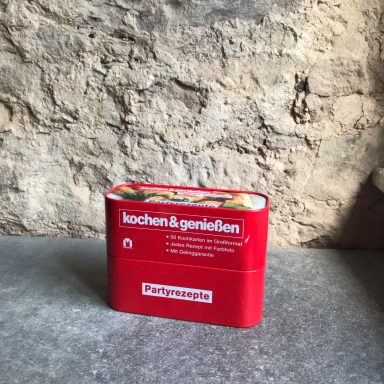 kochen&genießen
• 50 Kochkarten im Großformat
• Jedes Rezept mit Farbfoto
• Mit Gelinggarantie
Partyrezepte